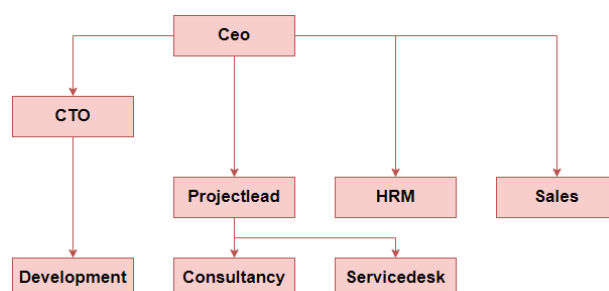 Ceo
CTO
Projectlead
HRM
Sales
Development
Consultancy
Servicedesk